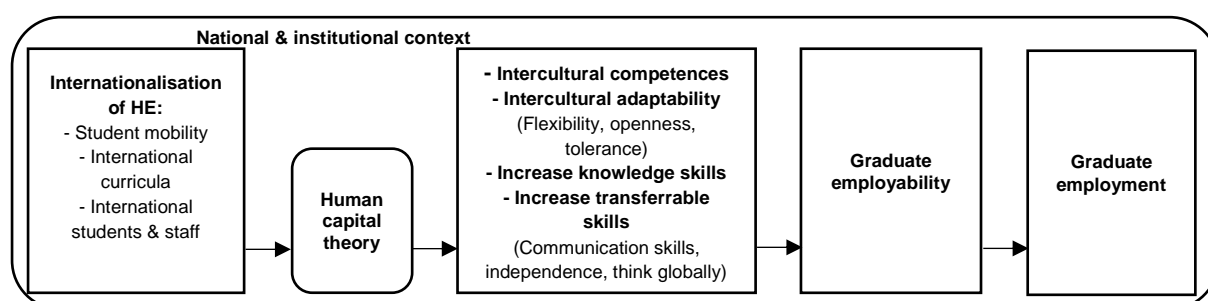 National & institutional context
Internationalisation
of HE:
- Student mobility
- International
curricula
- International
students & staff
Human
capital
theory
- Intercultural competences
- Intercultural adaptability
(Flexibility, openness,
tolerance)
- Increase knowledge skills
- Increase transferrable
skills
(Communication skills,
independence, think globally)
Graduate
employability
Graduate
employment